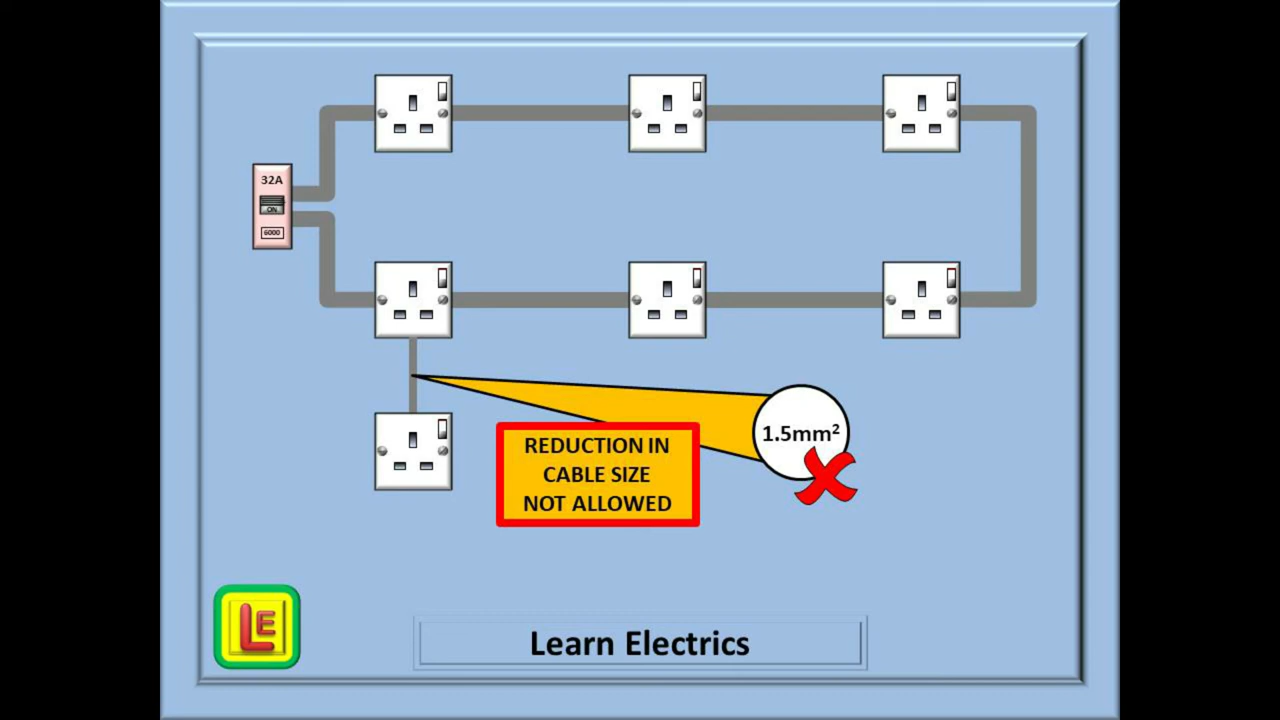 32A
ON
6000
1.5mm²
REDUCTION IN
CABLE SIZE
NOT ALLOWED
LE
Learn Electrics